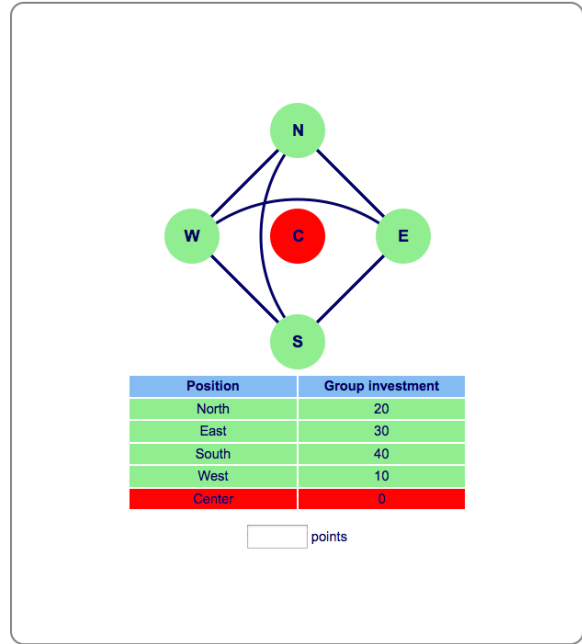 N
W C E
S
Position Group investment
North 20
East 30
South 40
West 10
Center 0
points